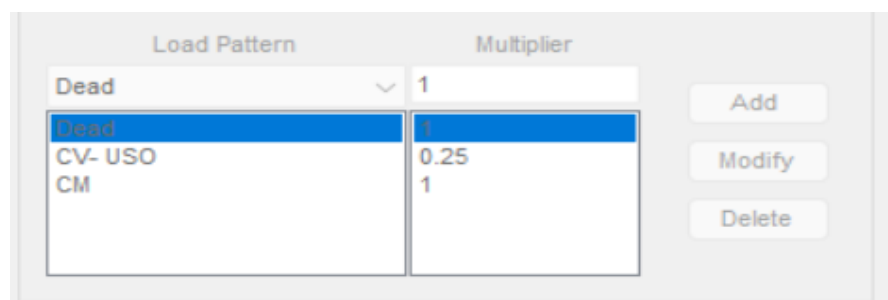 Load Pattern Multiplier
Dead 1
Add
Dead 1
CV- USO 0.25
Modify
CM 1
Delete